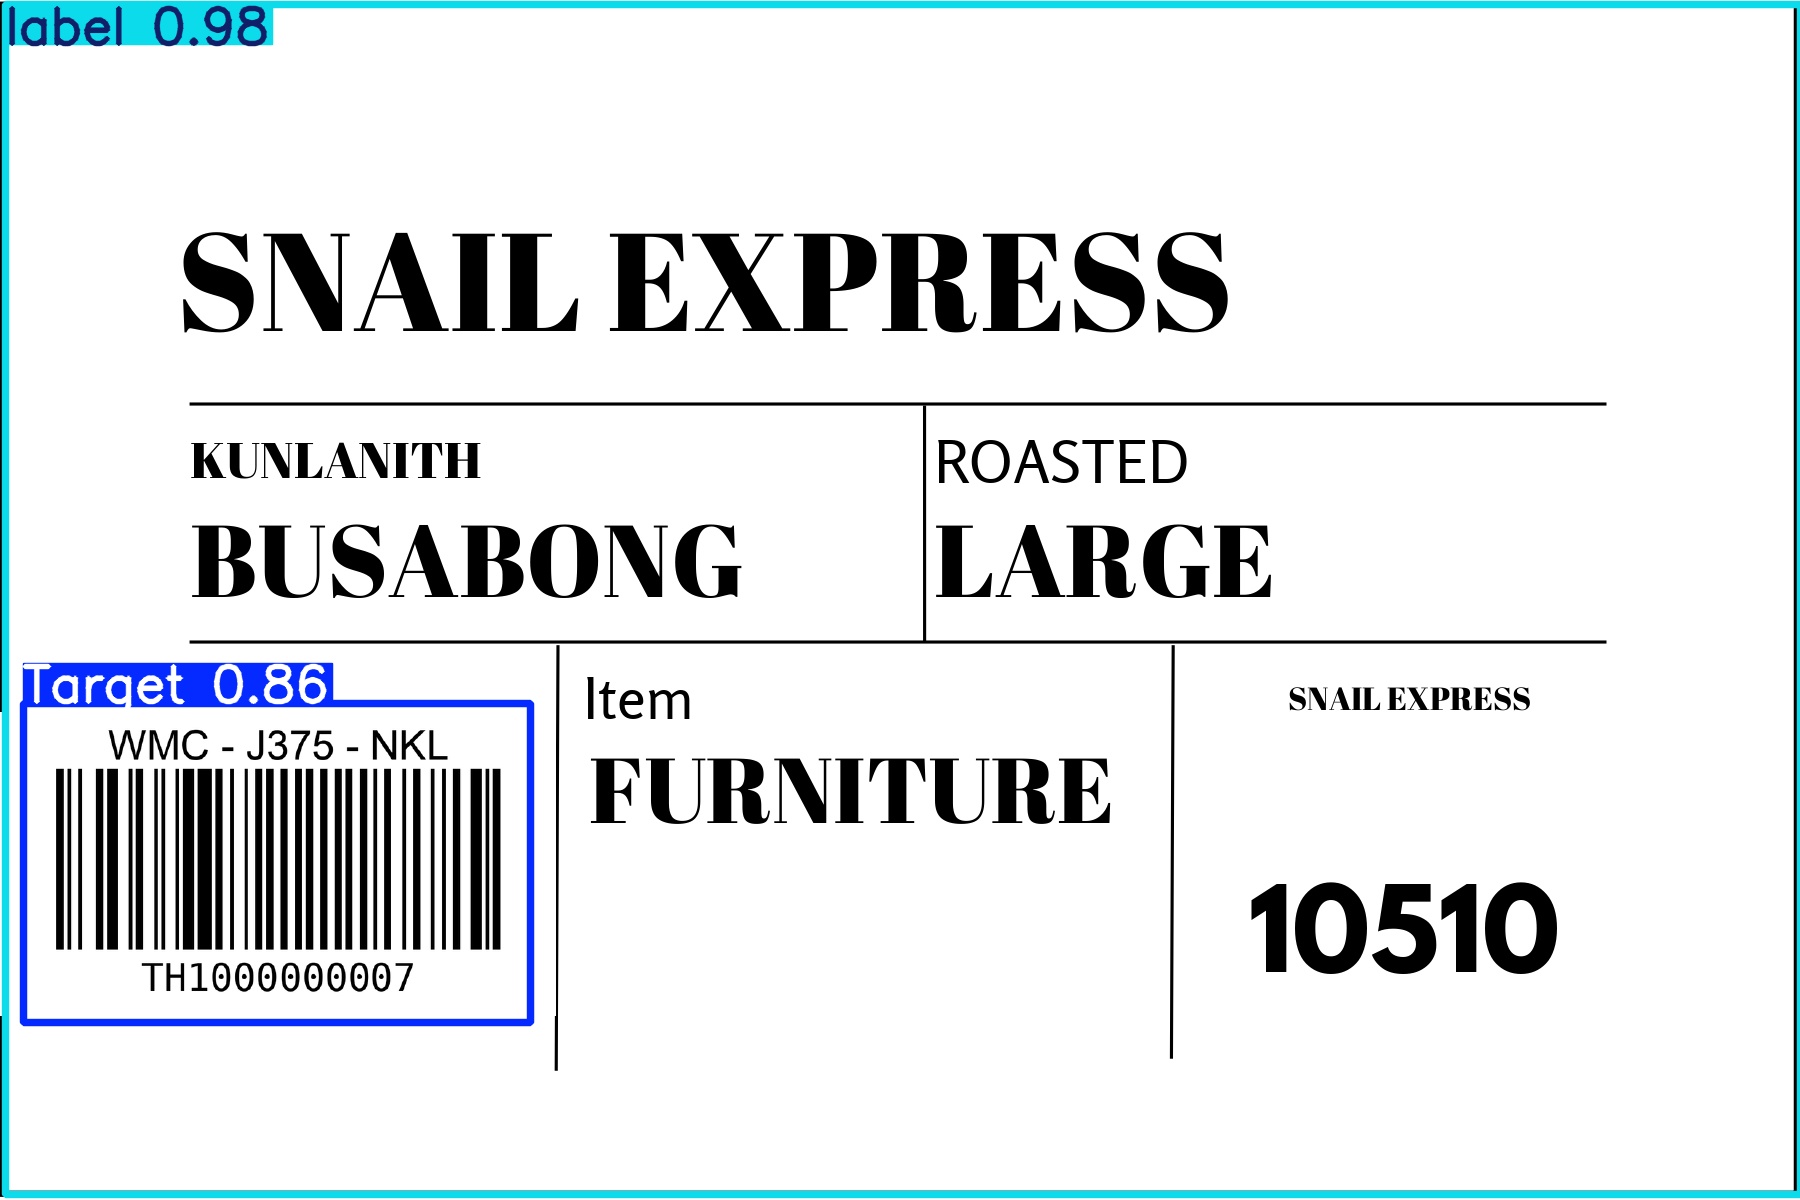 label 0.98
SNAIL EXPRESS
KUNLANITH
BUSABONG
ROASTED
LARGE
Target 0.86
WMC - J375 - NKL
TH1000000007
Item
FURNITURE
SNAIL EXPRESS
10510